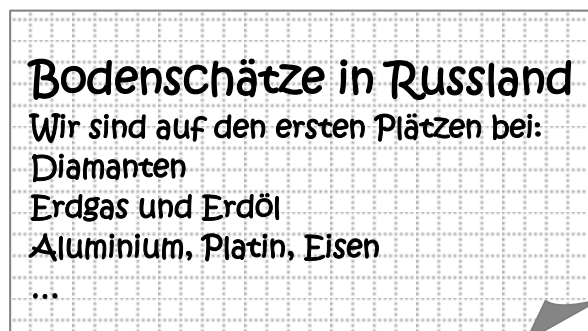 Bodenschätze in Russland
Wir sind auf den ersten Plätzen bei:
Diamanten
Erdgas und Erdöl
Aluminium, Platin, Eisen
...